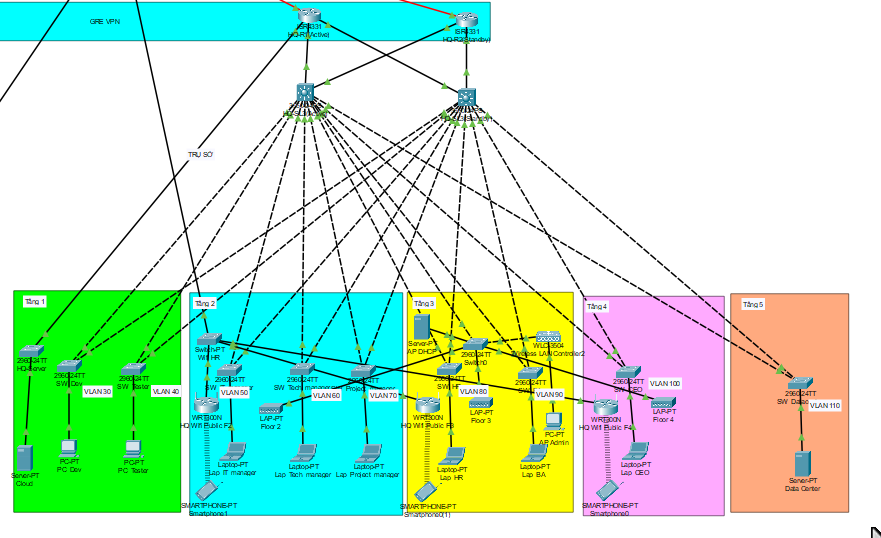 GRE VPN
ISR4331
HQ-R1(Active)
ISR4331
HQ-R2(Standby)
TRỤ SỞ
Tầng 1
2960-24TT
HQ-Server
2960-24TT
SW Dev
VLAN 30
2960-24TT
SW Tester
VLAN 40
Server-PT
Cloud
PC-PT
PC Dev
PC-PT
PC Tester
Tầng 2
Switch-PT
Wifi HR
2960-24TT
VLAN 50
2960-24TT
SW Tech manager
VLAN 60
2960-24TT
Project manager
VLAN 70
WRT300N
HQ Wifi Public F2
LAP-PT
Floor 2
Laptop-PT
Lap IT manager
Laptop-PT
Lap Tech manager
Laptop-PT
Lap Project manager
SMARTPHONE-PT
Smartphone1
Tầng 3
Server-PT
AP DHCP
2960-24TT
Switch0
WLC-3504
Wireless LAN Controller2
2960-24TT
VLAN 80
2960-24TT
VLAN 90
WRT300N
HQ Wifi Public F3
LAP-PT
Floor 3
PC-PT
AP Admin
Laptop-PT
Lap HR
Laptop-PT
Lap BA
SMARTPHONE-PT
Smartphone0(1)
Tầng 4
2960-24TT
SW CEO
VLAN 100
WRT300N
HQ Wifi Public F4
LAP-PT
Floor 4
Laptop-PT
Lap CEO
SMARTPHONE-PT
Smartphone0
Tầng 5
2960-24TT
VLAN 110
Server-PT
Data Center